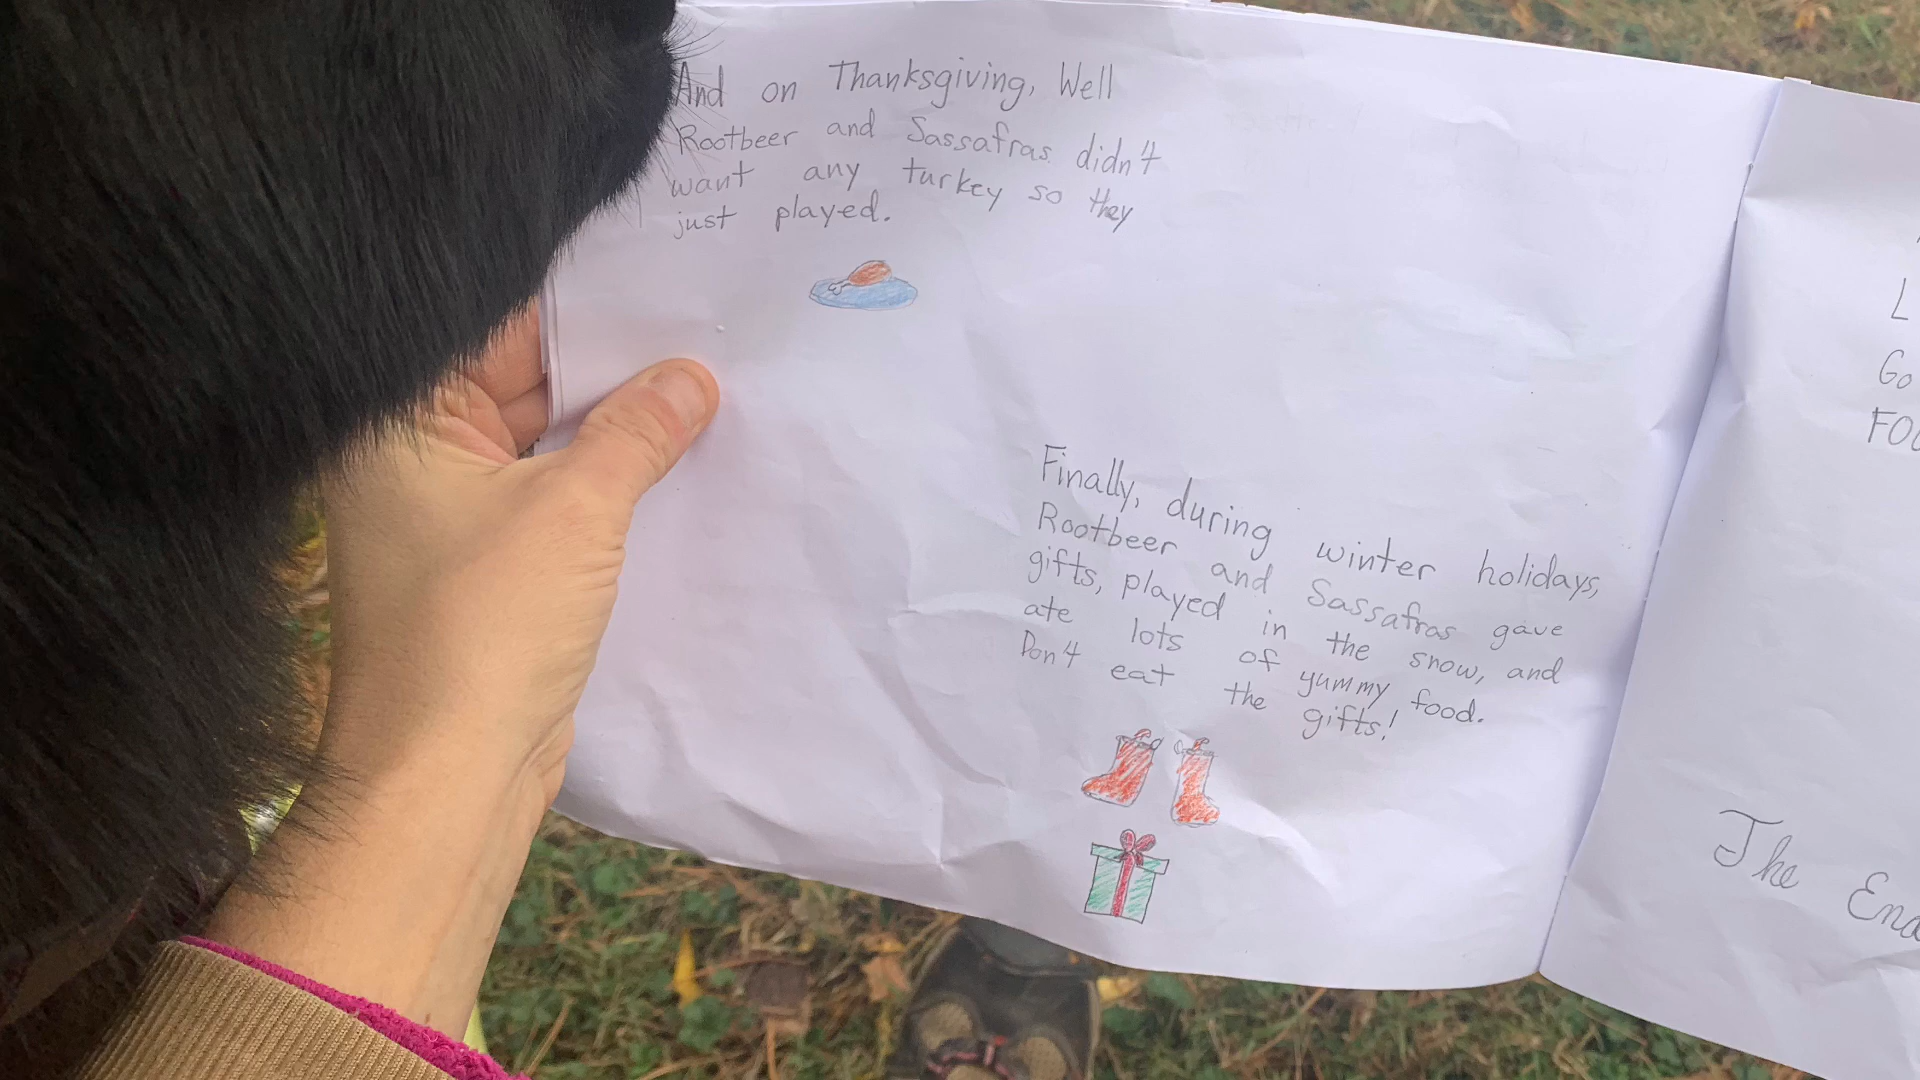 And on Thanksgiving, Well
Rootbeer and Sassafras didn't
want any turkey so they
just played.
Finally, during winter holidays,
Rootbeer and Sassafras gave
gifts, played in the snow, and
ate lots of yummy food.
Don't eat the gifts!
The End